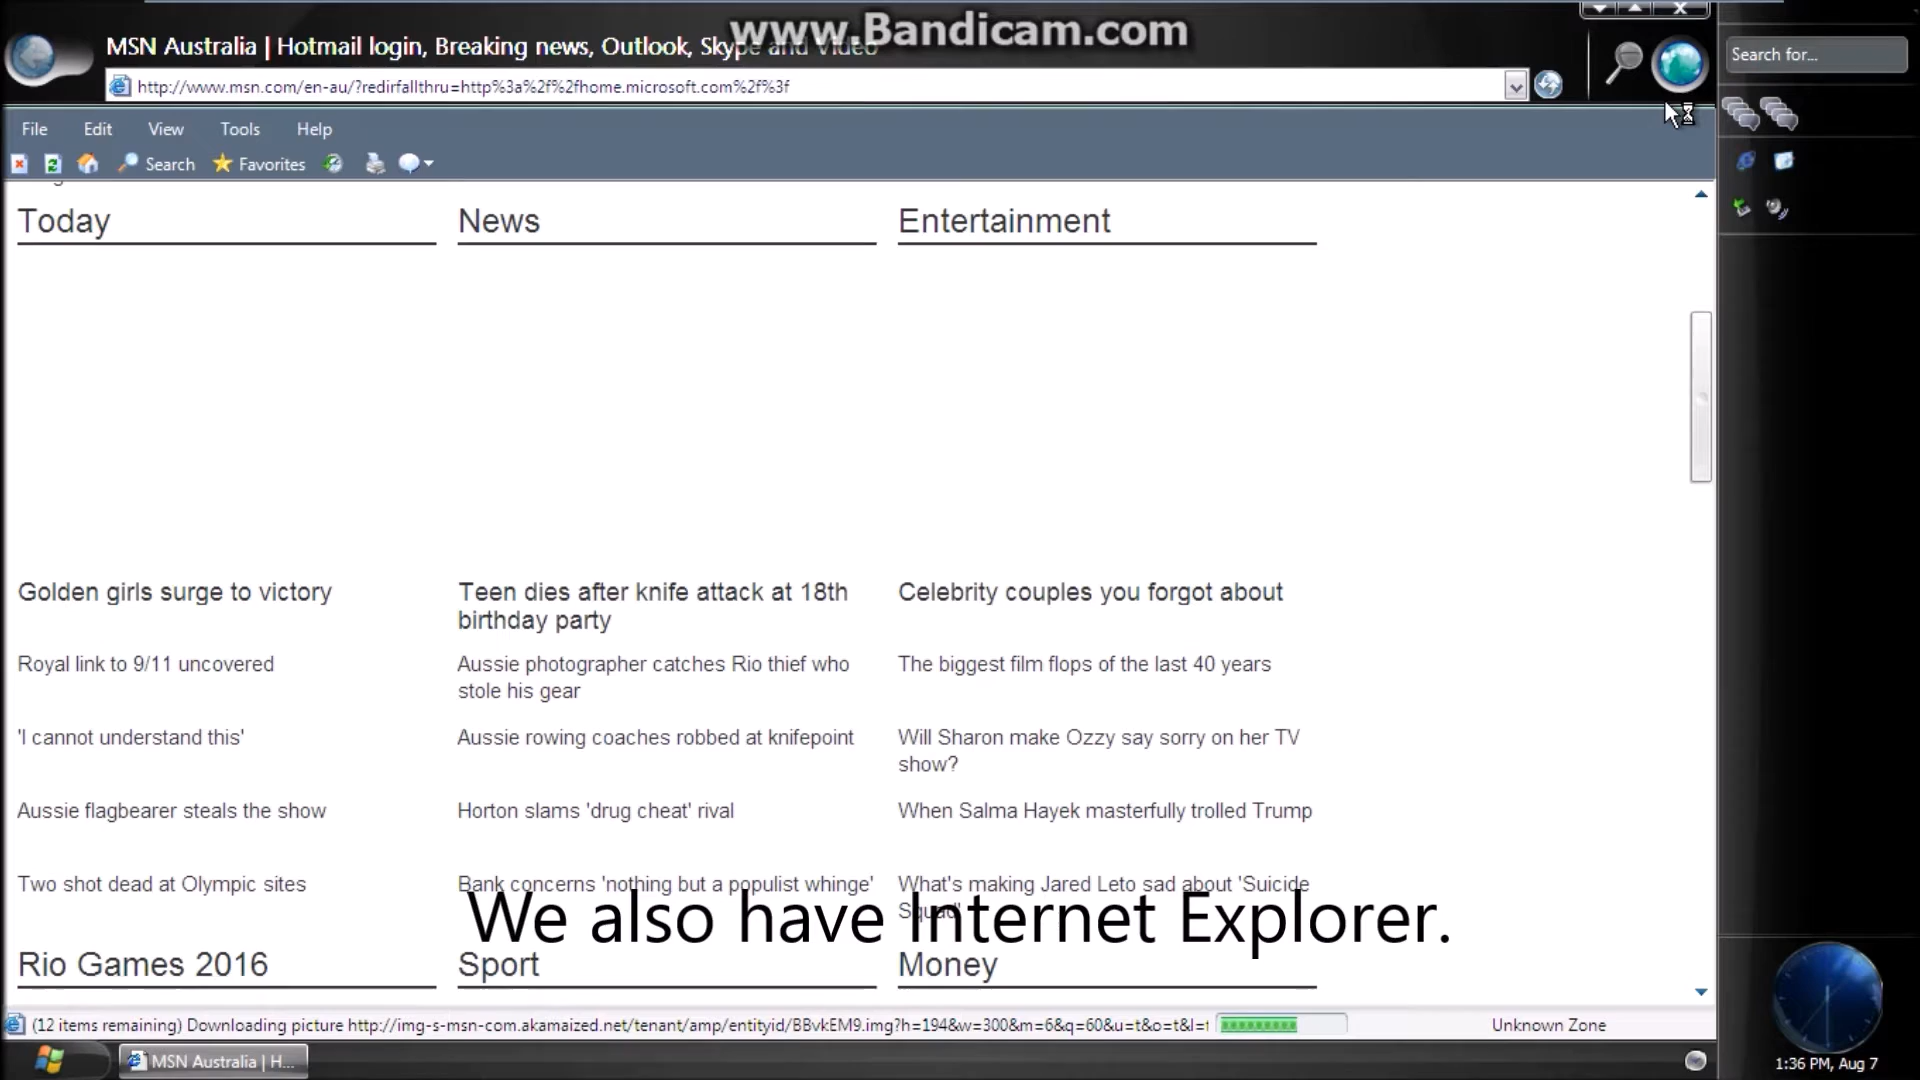 www.Bandicam.com
MSN Australia | Hotmail login, Breaking news, Outlook, Skype and Video
Search for...
http://www.msn.com/en-au/?redirfallthru=http%3a%2f%2fhome.microsoft.com%2f%3f
File Edit View Tools Help
Search Favorites
Today
News
Entertainment
Golden girls surge to victory
Royal link to 9/11 uncovered
'I cannot understand this'
Aussie flagbearer steals the show
Two shot dead at Olympic sites
Teen dies after knife attack at 18th
birthday party
Aussie photographer catches Rio thief who
stole his gear
Aussie rowing coaches robbed at knifepoint
Horton slams 'drug cheat' rival
Bank concerns 'nothing but a populist whinge'
Celebrity couples you forgot about
The biggest film flops of the last 40 years
Will Sharon make Ozzy say sorry on her TV
show?
When Salma Hayek masterfully trolled Trump
What's making Jared Leto sad about 'Suicide
Squad'
We also have Internet Explorer.
Rio Games 2016
Sport
Money
(12 items remaining) Downloading picture http://img-s-msn-com.akamaized.net/tenant/amp/entityid/BBvkEM9.img?h=194&w=300&m=6&q=60&u=t&o=t&l=f
Unknown Zone
MSN Australia | H...
1:36 PM, Aug 7